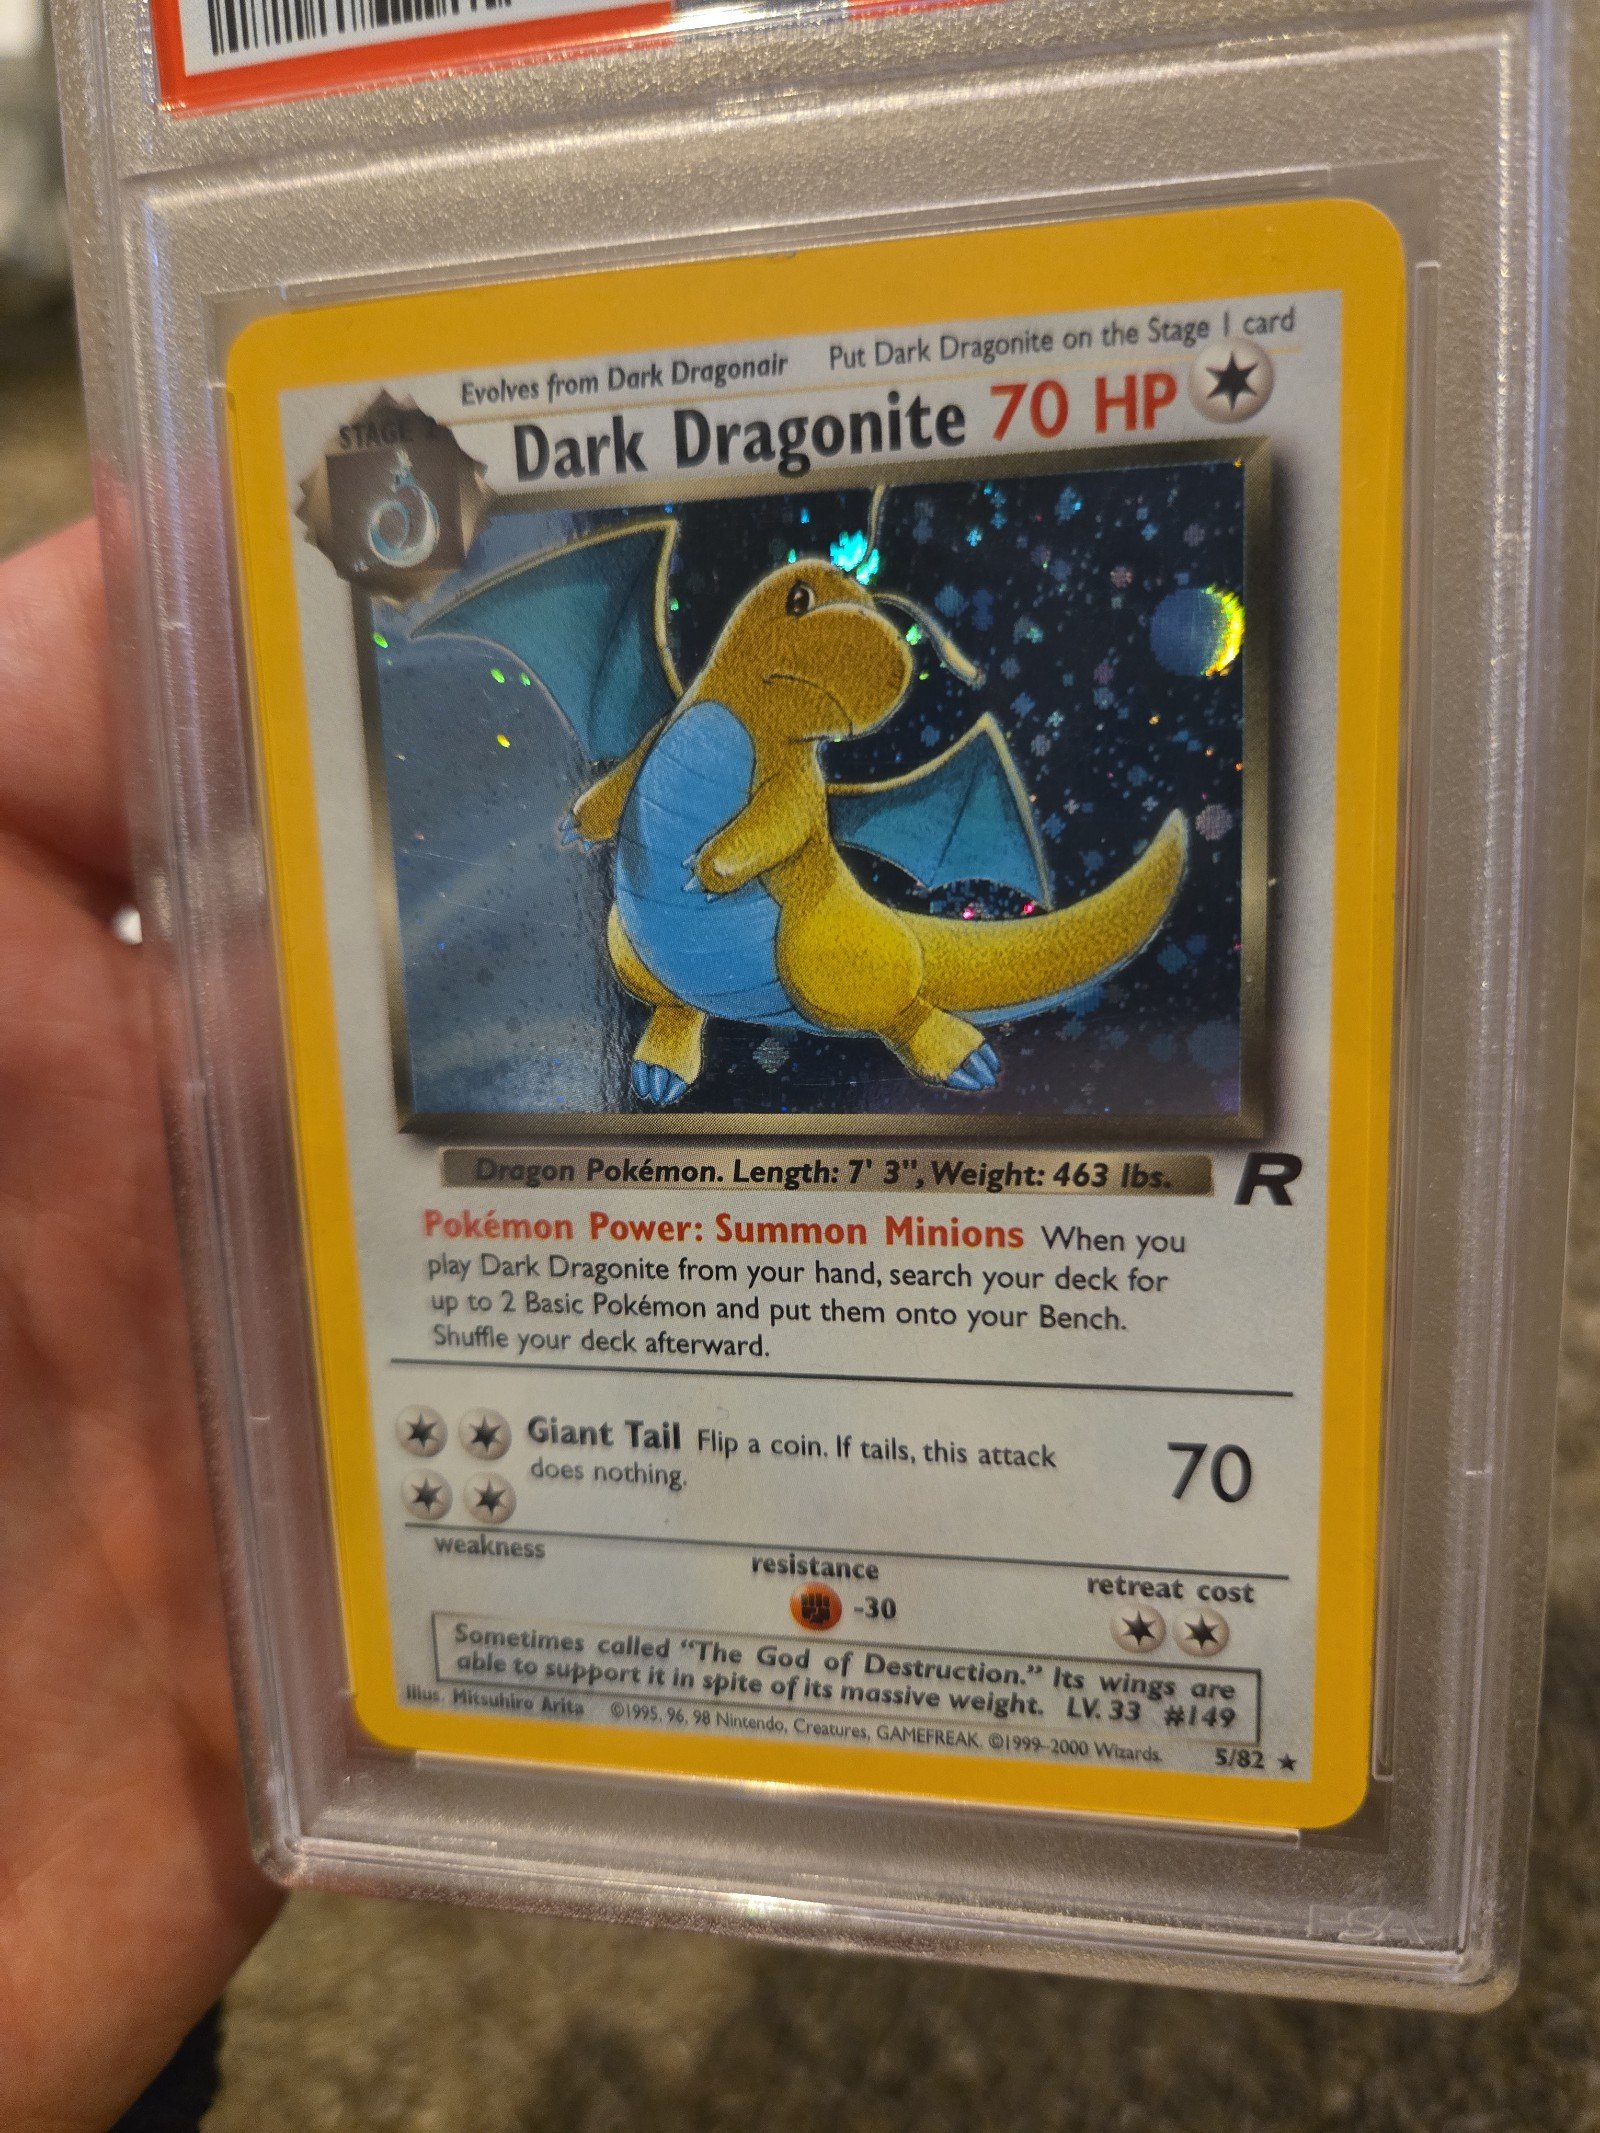 Evolves from Dark Dragonair Put Dark Dragonite on the Stage 1 card
STAGE
Dark Dragonite 70 HP
Dragon Pokémon. Length: 7' 3", Weight: 463 lbs.
R
Pokémon Power: Summon Minions When you
play Dark Dragonite from your hand, search your deck for
up to 2 Basic Pokémon and put them onto your Bench.
Shuffle your deck afterward.
Giant Tail Flip a coin. If tails, this attack
does nothing.
70
weakness
resistance
retreat cost
-30
Sometimes called “The God of Destruction.” Its wings are
able to support it in spite of its massive weight. LV. 33 #149
Illus. Mitsuhiro Arita ©1995, 96, 98 Nintendo, Creatures, GAMEFREAK. ©1999-2000 Wizards. 5/82 ★
PSA